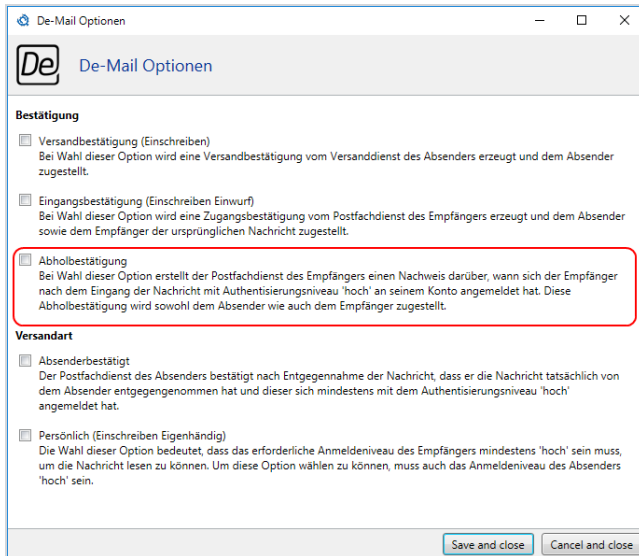 De-Mail Optionen
De De-Mail Optionen
Bestätigung
Versandbestätigung (Einschreiben)
Bei Wahl dieser Option wird eine Versandbestätigung vom Versanddienst des Absenders erzeugt und dem Absender
zugestellt.
Eingangsbestätigung (Einschreiben Einwurf)
Bei Wahl dieser Option wird eine Zugangsbestätigung vom Postfachdienst des Empfängers erzeugt und dem Absender
sowie dem Empfänger der ursprünglichen Nachricht zugestellt.
Abholbestätigung
Bei Wahl dieser Option erstellt der Postfachdienst des Empfängers einen Nachweis darüber, wann sich der Empfänger
nach dem Eingang der Nachricht mit Authentisierungsniveau 'hoch' an seinem Konto angemeldet hat. Diese
Abholbestätigung wird sowohl dem Absender wie auch dem Empfänger zugestellt.
Versandart
Absenderbestätigt
Der Postfachdienst des Absenders bestätigt nach Entgegennahme der Nachricht, dass er die Nachricht tatsächlich von
dem Absender entgegengenommen hat und dieser sich mindestens mit dem Authentisierungsniveau 'hoch'
angemeldet hat.
Persönlich (Einschreiben Eigenhändig)
Die Wahl dieser Option bedeutet, dass das erforderliche Anmeldeniveau des Empfängers mindestens 'hoch' sein muss,
um die Nachricht lesen zu können. Um diese Option wählen zu können, muss auch das Anmeldeniveau des Absenders
'hoch' sein.
Save and close Cancel and close